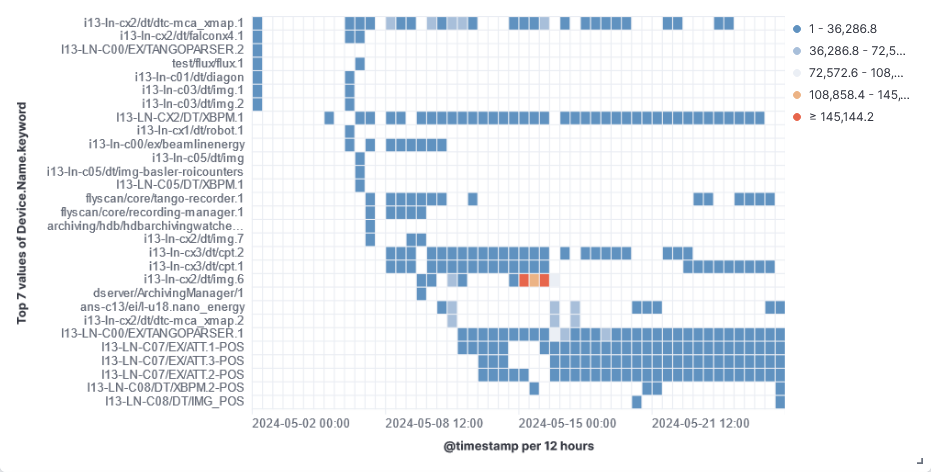 i13-ln-cx2/dt/dtc-mca_xmap.1
i13-ln-cx2/dt/falconx4.1
I13-LN-C00/EX/TANGOPARSER.2
test/flux/flux.1
i13-ln-c01/dt/diagon
i13-ln-c03/dt/img.1
i13-ln-c03/dt/img.2
I13-LN-CX2/DT/XBPM.1
i13-ln-cx1/dt/robot.1
i13-ln-c00/ex/beamlinenergy
i13-ln-c05/dt/img
i13-ln-c05/dt/img-basler-roicounters
I13-LN-C05/DT/XBPM.1
flyscan/core/tango-recorder.1
flyscan/core/recording-manager.1
archiving/hdb/hdbarchivingwatche...
i13-ln-cx2/dt/img.7
i13-ln-cx3/dt/cpt.2
i13-ln-cx3/dt/cpt.1
i13-ln-cx2/dt/img.6
dserver/ArchivingManager/1
ans-c13/ei/l-u18.nano_energy
i13-ln-cx2/dt/dtc-mca_xmap.2
I13-LN-C00/EX/TANGOPARSER.1
I13-LN-C07/EX/ATT.1-POS
I13-LN-C07/EX/ATT.3-POS
I13-LN-C07/EX/ATT.2-POS
I13-LN-C08/DT/XBPM.2-POS
I13-LN-C08/DT/IMG_POS
Top 7 values of Device.Name.keyword
2024-05-02 00:00
2024-05-08 12:00
2024-05-15 00:00
2024-05-21 12:00
@timestamp per 12 hours
1 - 36,286.8
36,286.8 - 72,5...
72,572.6 - 108,...
108,858.4 - 145,...
≥ 145,144.2